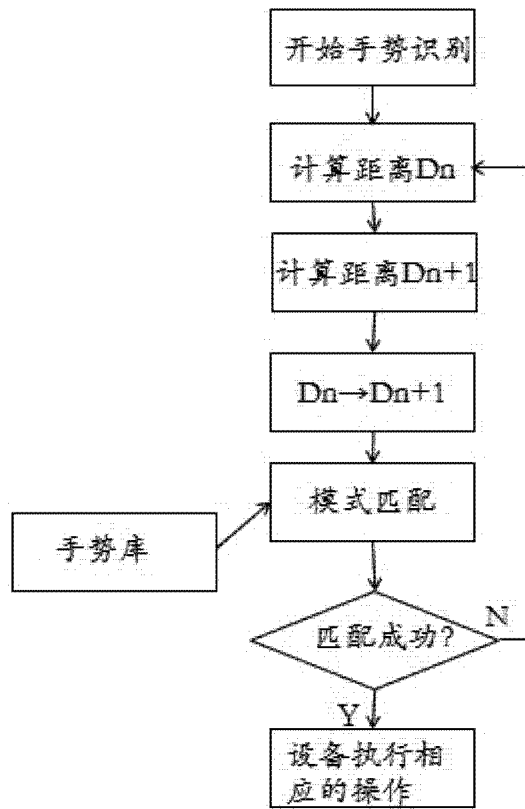 开始手势识别
计算距离Dn
计算距离Dn+1
Dn→Dn+1
模式匹配
手势库
匹配成功?
N
Y
设备执行相
应的操作